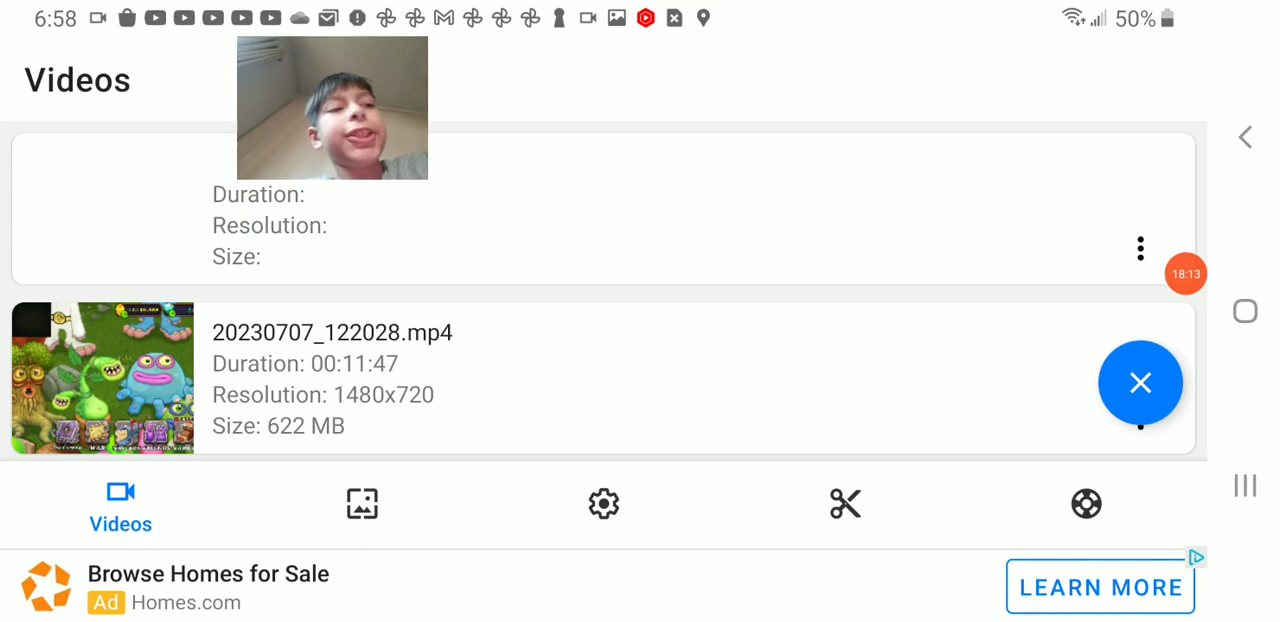 6:58
50%
Videos
Duration:
Resolution:
Size:
18:13
20230707_122028.mp4
Duration: 00:11:47
Resolution: 1480x720
Size: 622 MB
Videos
Browse Homes for Sale
Ad Homes.com
LEARN MORE